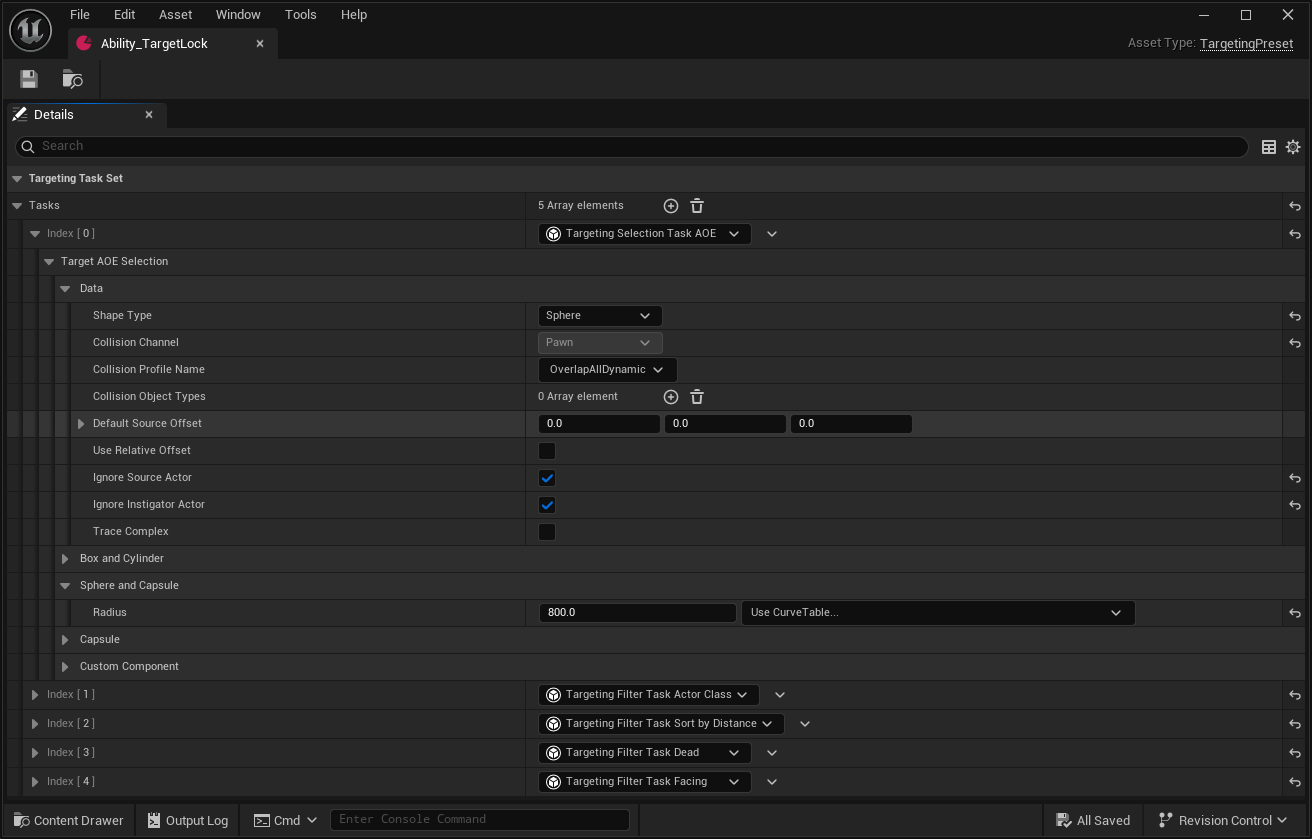 File Edit Asset Window Tools Help
Ability_TargetLock
Asset Type: TargetingPreset
Details
Search
Targeting Task Set
Tasks 5 Array elements
Index [ 0 ] Targeting Selection Task AOE
Target AOE Selection
Data
Shape Type Sphere
Collision Channel Pawn
Collision Profile Name OverlapAllDynamic
Collision Object Types 0 Array element
Default Source Offset 0.0 0.0 0.0
Use Relative Offset
Ignore Source Actor
Ignore Instigator Actor
Trace Complex
Box and Cylinder
Sphere and Capsule
Radius 800.0 Use CurveTable...
Capsule
Custom Component
Index [ 1 ] Targeting Filter Task Actor Class
Index [ 2 ] Targeting Filter Task Sort by Distance
Index [ 3 ] Targeting Filter Task Dead
Index [ 4 ] Targeting Filter Task Facing
Content Drawer Output Log Cmd Enter Console Command All Saved Revision Control